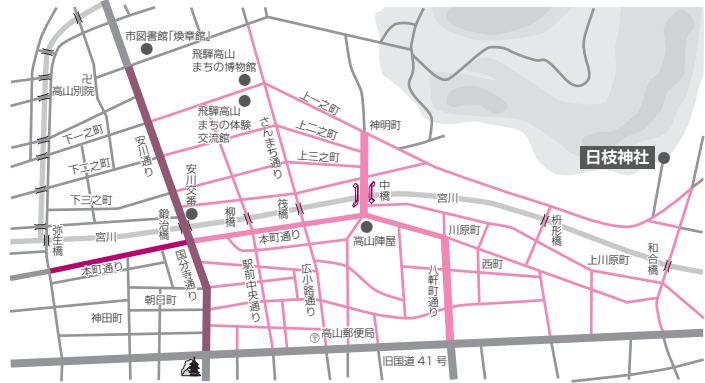 市図書館「煥章館」
飛騨高山
まちの博物館
卍
高山別院
飛騨高山
まちの体験
交流館
上一之町
上二之町
上三之町
神明町
さんまち通り
下一之町
下二之町
下三之町
安川通り
安川交番
日枝神社
中橋
宮川
筏橋
柳橋
鍛冶橋
弥生橋
宮川
本町通り
本町通り
高山陣屋
川原町
枡形橋
上川原町
和合橋
西町
国分寺通り
駅前中央通り
広小路通り
八軒町通り
朝日町
神田町
〒
高山郵便局
旧国道41号